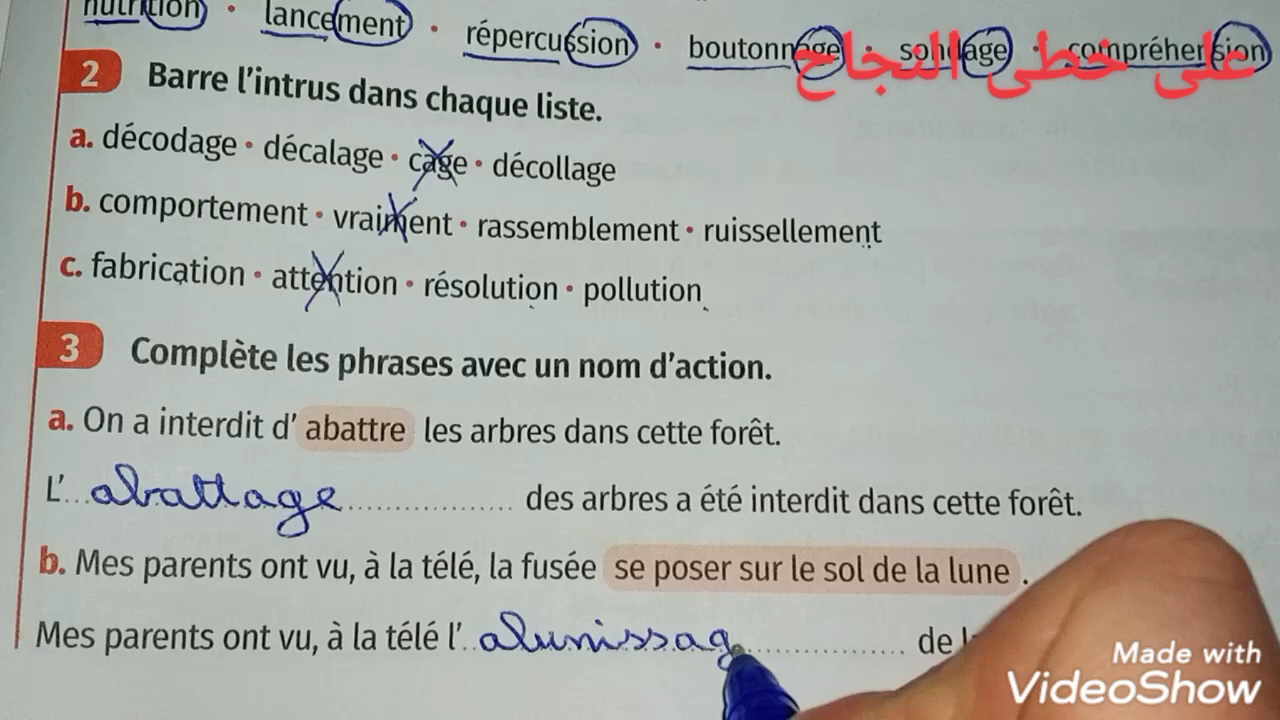 nutrition • lancement • répercussion • boutonnage • sondage • compréhension
على خطى النجاح
2 Barre l'intrus dans chaque liste.
a. décodage • décalage • cage • décollage
b. comportement • vraiment • rassemblement • ruissellement
c. fabrication • attention • résolution • pollution
3 Complète les phrases avec un nom d'action.
a. On a interdit d' abattre les arbres dans cette forêt.
L'...abattage.................. des arbres a été interdit dans cette forêt.
b. Mes parents ont vu, à la télé, la fusée se poser sur le sol de la lune .
Mes parents ont vu, à la télé l'..alunissag................ de
Made with
VideoShow